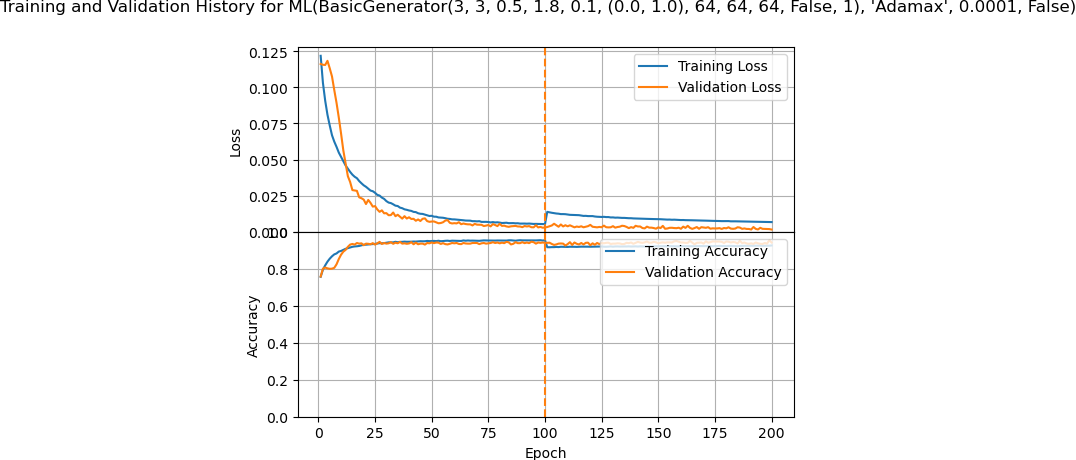 Training and Validation History for ML(BasicGenerator(3, 3, 0.5, 1.8, 0.1, (0.0, 1.0), 64, 64, 64, False, 1), 'Adamax', 0.0001, False)
0.125
Training Loss
Validation Loss
0.100
0.075
Loss
0.050
0.025
0.000
1.0
Training Accuracy
Validation Accuracy
0.8
0.6
Accuracy
0.4
0.2
0.0
0 25 50 75 100 125 150 175 200
Epoch